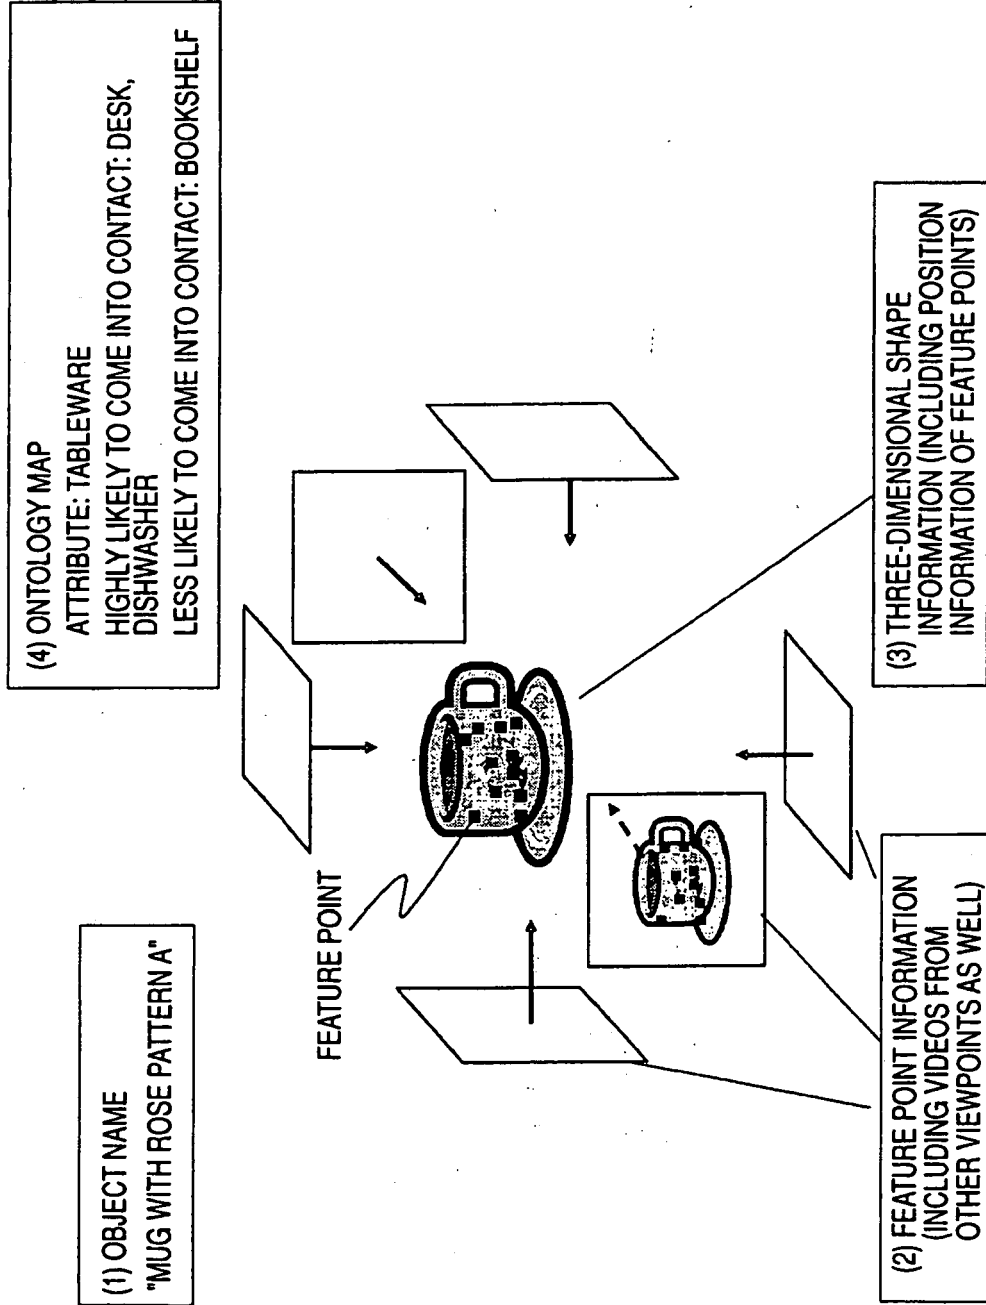 (1) OBJECT NAME
"MUG WITH ROSE PATTERN A"
(4) ONTOLOGY MAP
ATTRIBUTE: TABLEWARE
HIGHLY LIKELY TO COME INTO CONTACT: DESK,
DISHWASHER
LESS LIKELY TO COME INTO CONTACT: BOOKSHELF
FEATURE POINT
(2) FEATURE POINT INFORMATION
(INCLUDING VIDEOS FROM
OTHER VIEWPOINTS AS WELL)
(3) THREE-DIMENSIONAL SHAPE
INFORMATION (INCLUDING POSITION
INFORMATION OF FEATURE POINTS)